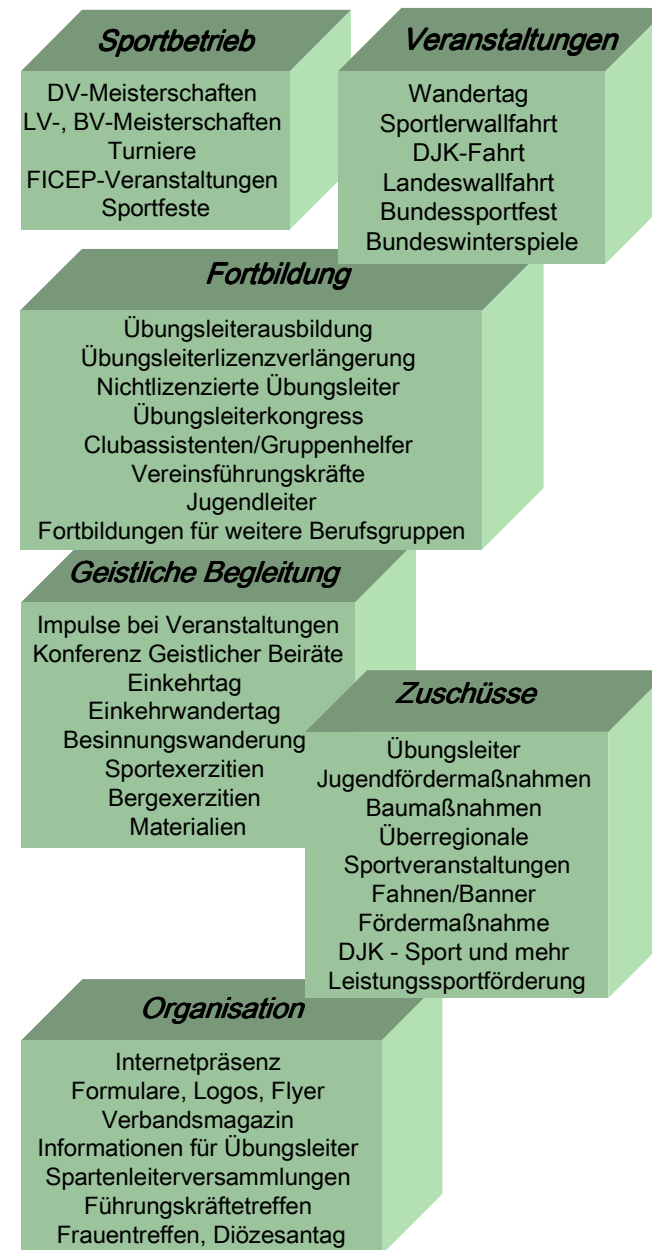 Sportbetrieb
DV-Meisterschaften
LV-, BV-Meisterschaften
Turniere
FICEP-Veranstaltungen
Sportfeste
Veranstaltungen
Wandertag
Sportlerwallfahrt
DJK-Fahrt
Landeswallfahrt
Bundessportfest
Bundeswinterspiele
Fortbildung
Übungsleiterausbildung
Übungsleiterlizenzverlängerung
Nichtlizenzierte Übungsleiter
Übungsleiterkongress
Clubassistenten/Gruppenhelfer
Vereinsführungskräfte
Jugendleiter
Fortbildungen für weitere Berufsgruppen
Geistliche Begleitung
Impulse bei Veranstaltungen
Konferenz Geistlicher Beiräte
Einkehrtag
Einkehrwandertag
Besinnungswanderung
Sportexerzitien
Bergexerzitien
Materialien
Zuschüsse
Übungsleiter
Jugendfördermaßnahmen
Baumaßnahmen
Überregionale
Sportveranstaltungen
Fahnen/Banner
Fördermaßnahme
DJK - Sport und mehr
Leistungssportförderung
Organisation
Internetpräsenz
Formulare, Logos, Flyer
Verbandsmagazin
Informationen für Übungsleiter
Spartenleiterversammlungen
Führungskräftetreffen
Frauentreffen, Diözesantag